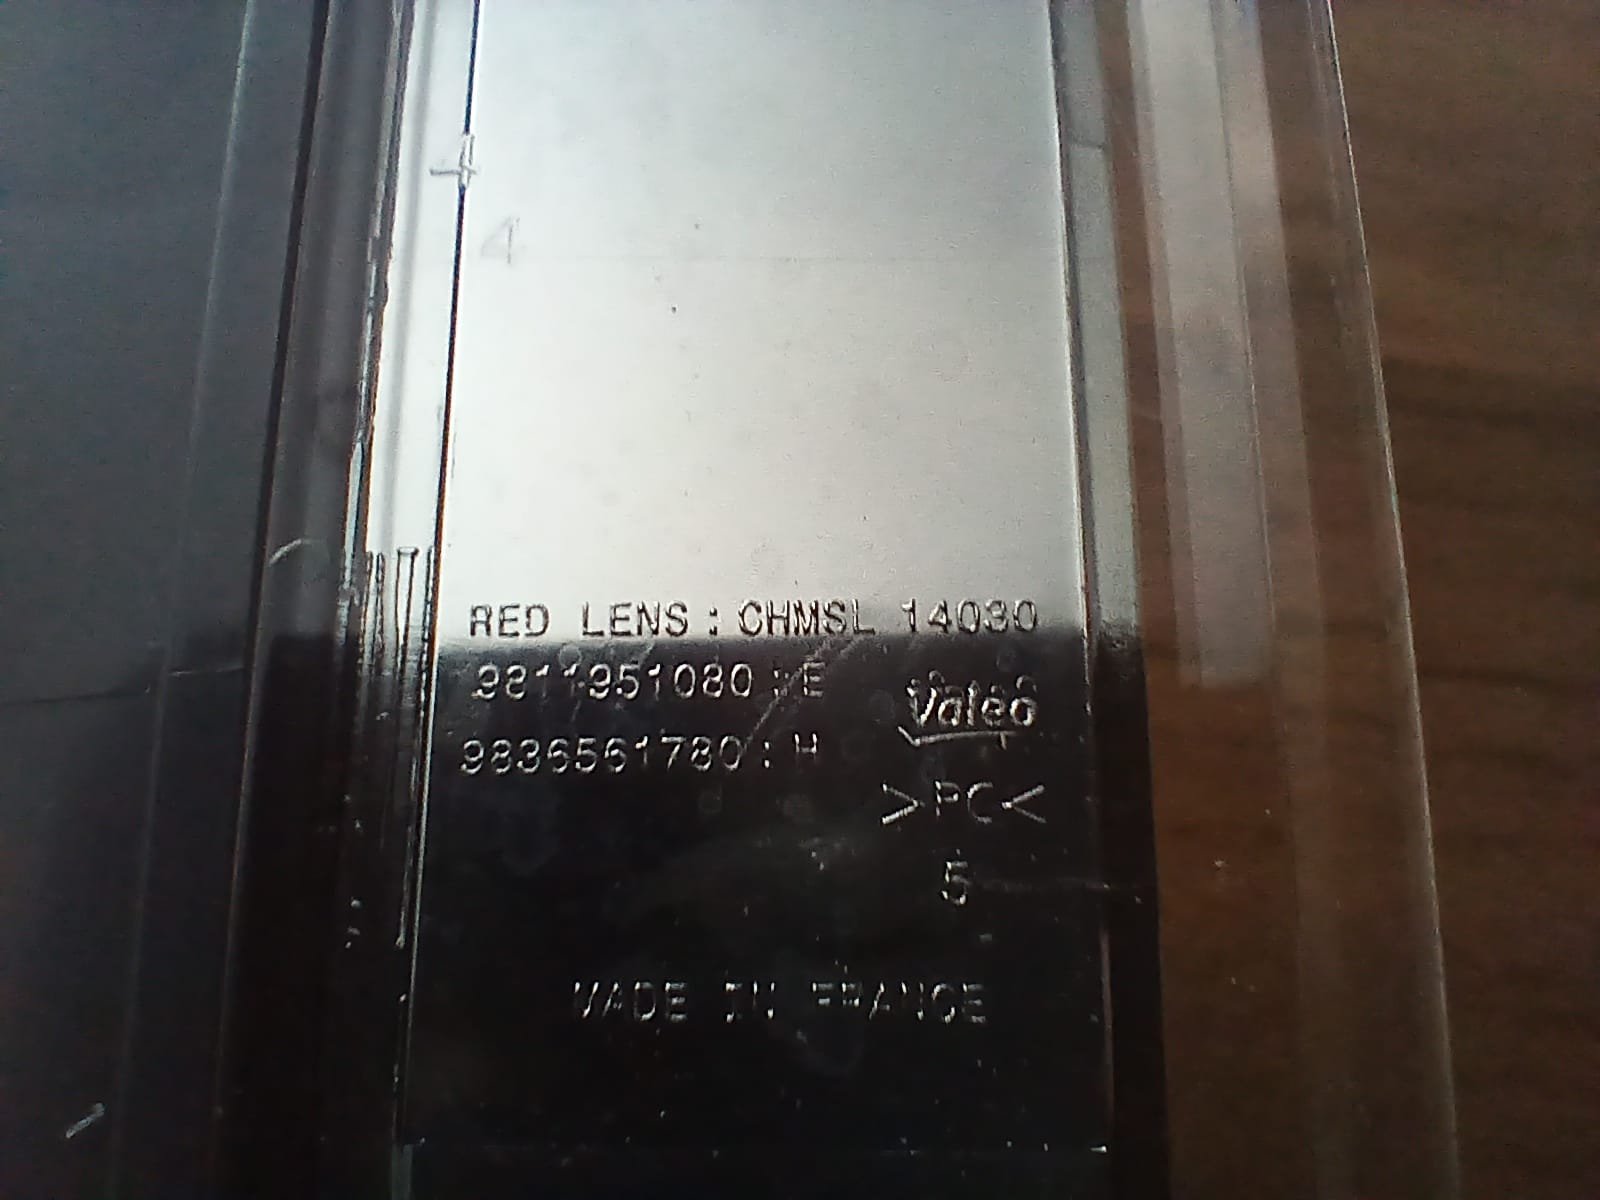 4
RED LENS : CHMSL 14030
9811951080 : E
Valeo
9836561780 : H
>PC<
5
MADE IN FRANCE